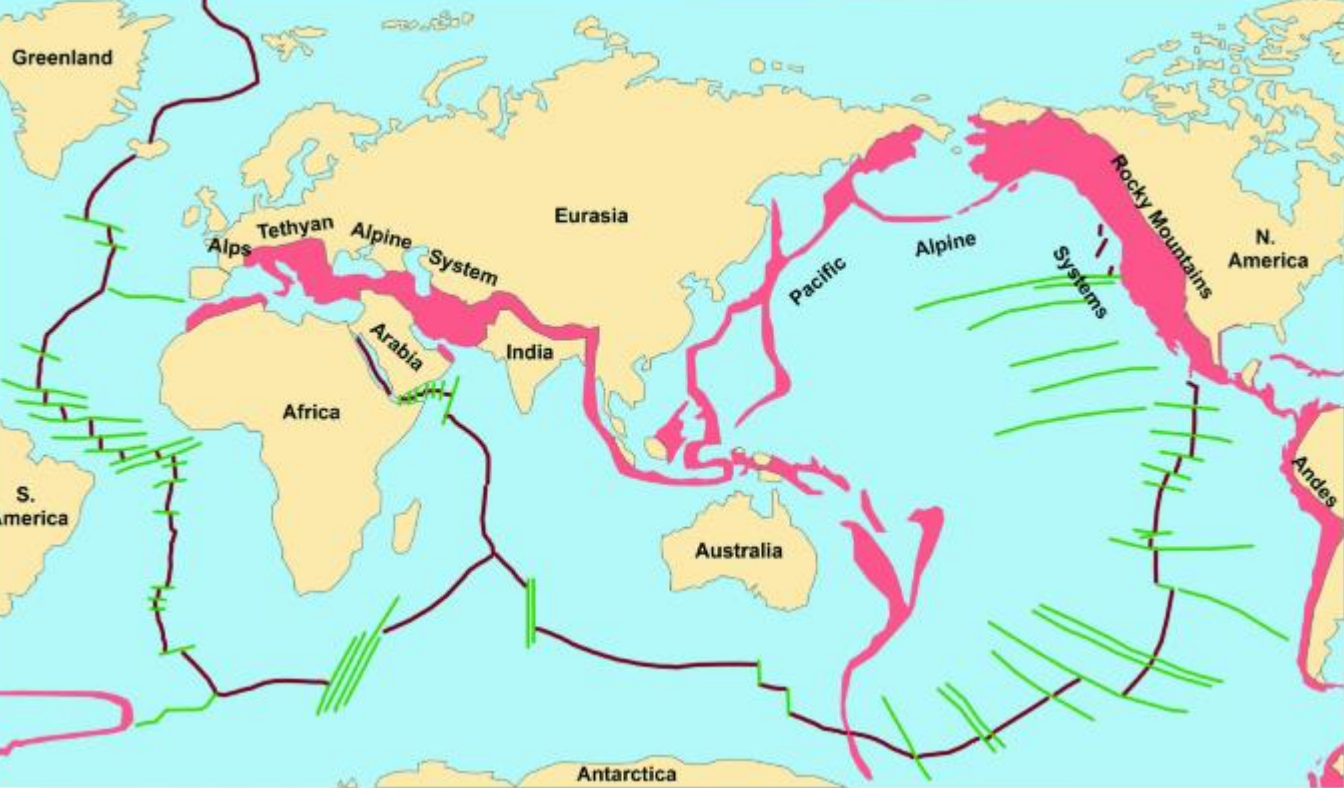 Greenland
Alps
Tethyan
Alpine
System
Eurasia
Arabia
India
Africa
S.
America
Pacific
Alpine
Systems
Rocky Mountains
N.
America
Andes
Australia
Antarctica